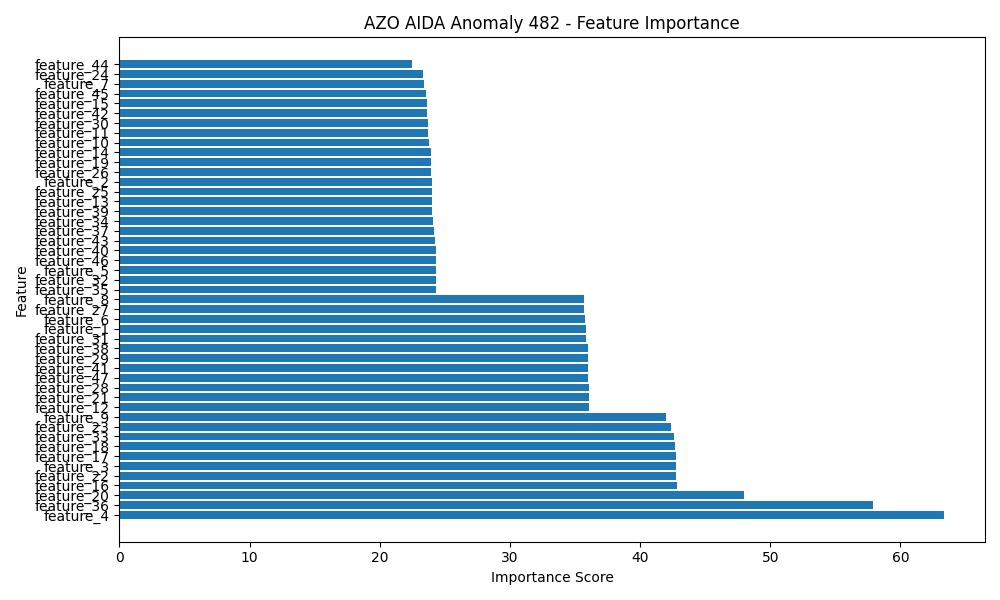 AZO AIDA Anomaly 482 - Feature Importance
feature_44
feature_24
feature_7
feature_45
feature_15
feature_42
feature_30
feature_11
feature_10
feature_14
feature_19
feature_26
feature_2
feature_25
feature_13
feature_39
feature_34
feature_37
feature_43
feature_40
feature_46
feature_5
feature_32
feature_35
feature_8
feature_27
feature_6
feature_1
feature_31
feature_38
feature_29
feature_41
feature_47
feature_28
feature_21
feature_12
feature_9
feature_23
feature_33
feature_18
feature_17
feature_3
feature_22
feature_16
feature_20
feature_36
feature_4
Feature
0 10 20 30 40 50 60
Importance Score